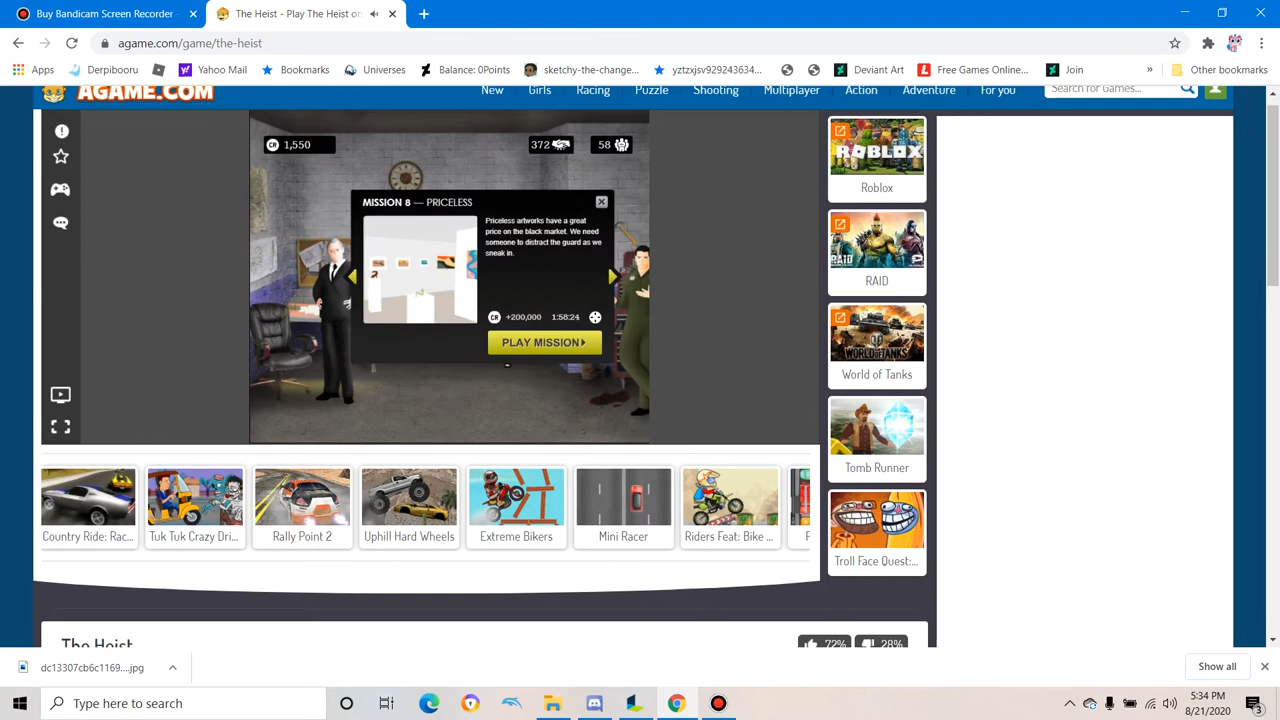 Buy Bandicam Screen Recorder
The Heist - Play The Heist on
agame.com/game/the-heist
Apps
Derpibooru
Yahoo Mail
Bookmarks
Universes
Balance: 0Points
sketchy-the-change...
yztzxjsv929243634...
Deviant Art
Free Games Online...
Join
»
Other bookmarks
AGAME.COM
New
Girls
Racing
Puzzle
Shooting
Multiplayer
Action
Adventure
For you
Search for Games...
CR 1,550
372
58
MISSION 8 — PRICELESS
Priceless artworks have a great
price on the black market. We need
someone to distract the guard as we
sneak in.
CR +200,000 1:58:24
PLAY MISSION
ROBLOX
Roblox
RAID
RAID
WORLD OF TANKS
World of Tanks
Tomb Runner
Troll Face Quest:...
Country Ride: Rac...
Tuk Tuk Crazy Dri...
Rally Point 2
Uphill Hard Wheels
Extreme Bikers
Mini Racer
Riders Feat: Bike ...
The Heist
72%
28%
dc13307cb6c1169....jpg
Show all
Type here to search
5:34 PM
8/21/2020
3